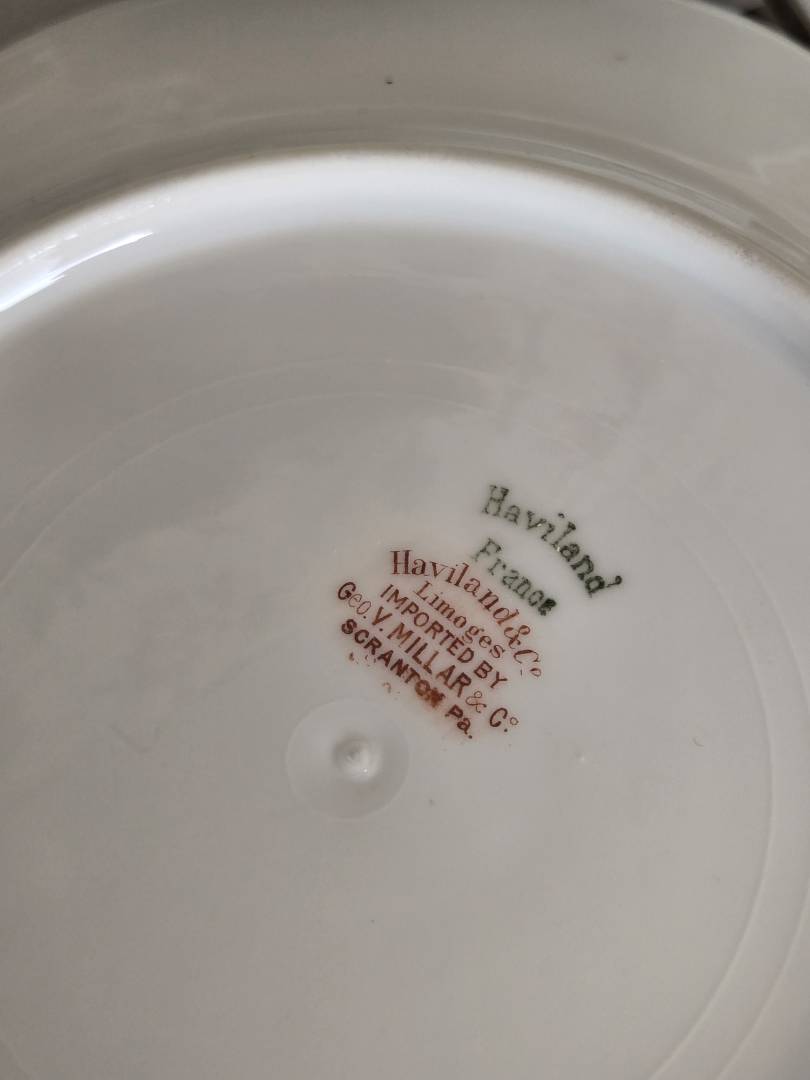 Haviland
France
Haviland & Co
Limoges
IMPORTED BY
Geo. V. MILLAR & Co.
SCRANTON Pa.